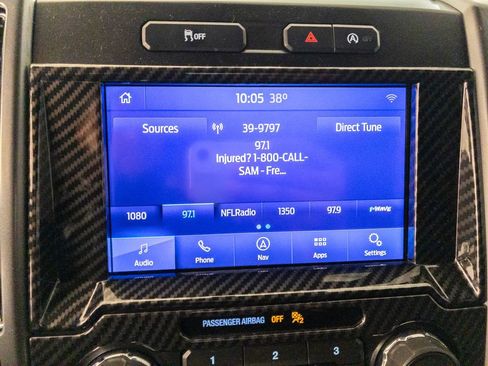 OFF
10:05 38°
Sources 39-9797 Direct Tune
97.1
Injured? 1-800-CALL-
SAM - Fre...
1080 97.1 NFLRadio 1350 97.9
Audio Phone Nav Apps Settings
PASSENGER AIRBAG OFF 2
1 2 3